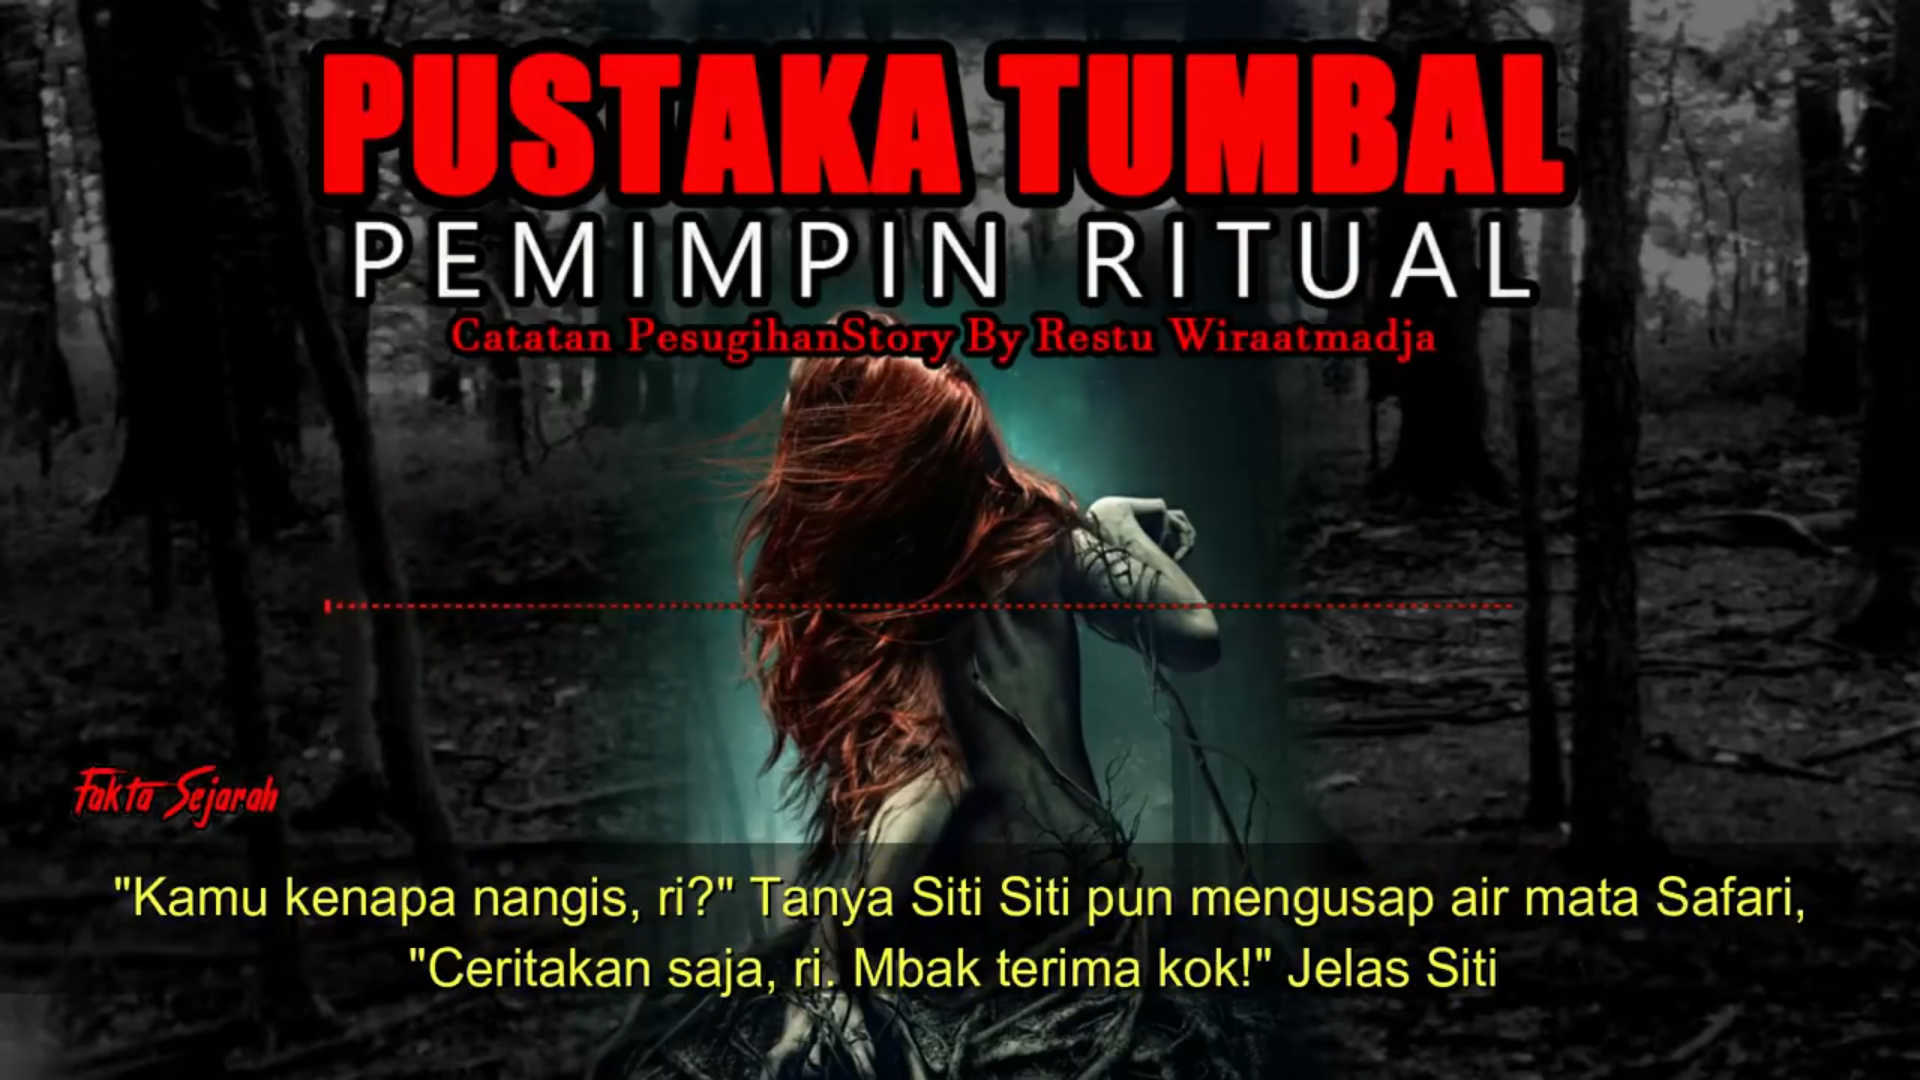 PUSTAKA TUMBAL
PEMIMPIN RITUAL
Catatan PesugihanStory By Restu Wiraatmadja
Fakta Sejarah
"Kamu kenapa nangis, ri?" Tanya Siti Siti pun mengusap air mata Safari,
"Ceritakan saja, ri. Mbak terima kok!" Jelas Siti